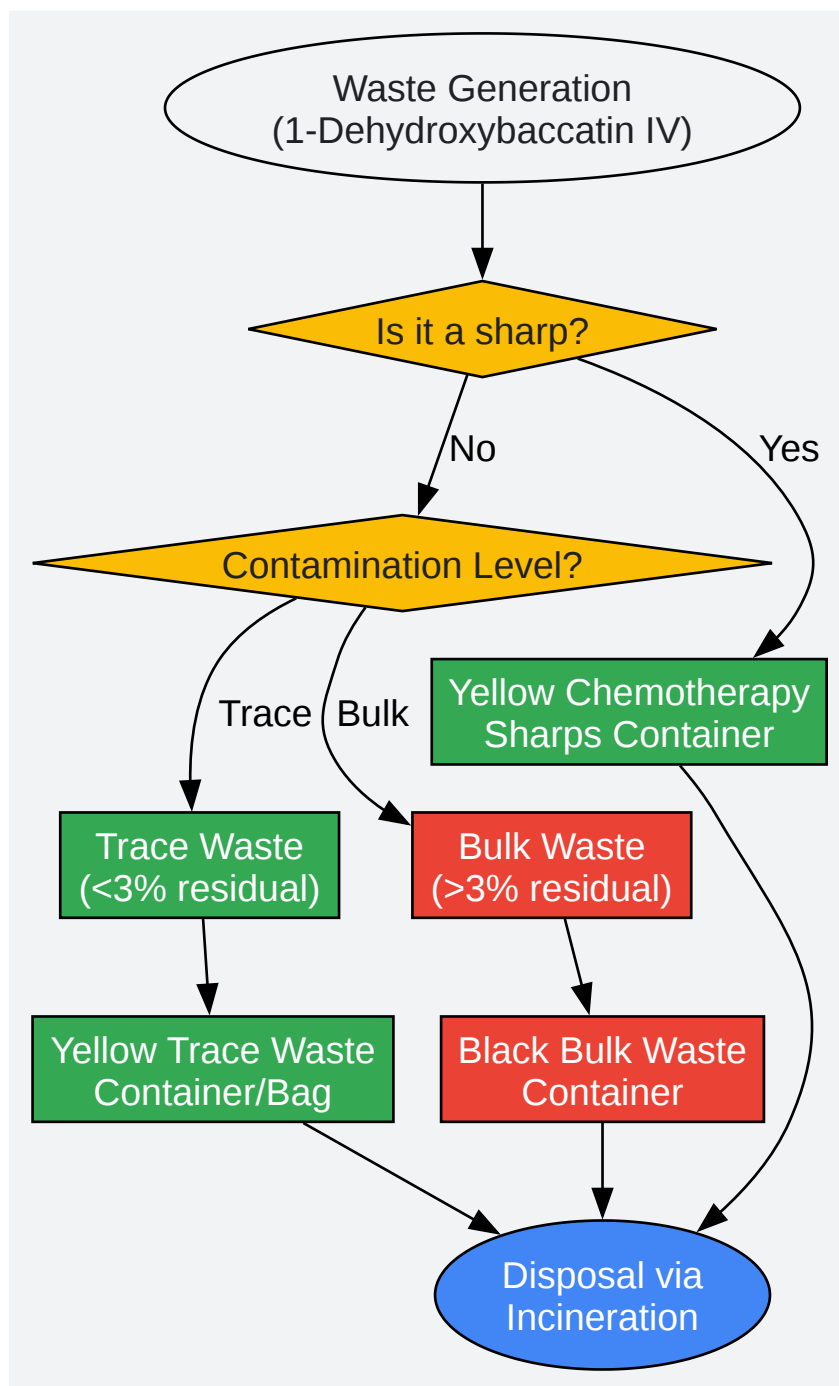 Waste Generation
(1-Dehydroxybaccatin IV)
Is it a sharp?
No
Yes
Contamination Level?
Trace
Bulk
Yellow Chemotherapy
Sharps Container
Trace Waste
(<3% residual)
Bulk Waste
(>3% residual)
Yellow Trace Waste
Container/Bag
Black Bulk Waste
Container
Disposal via
Incineration